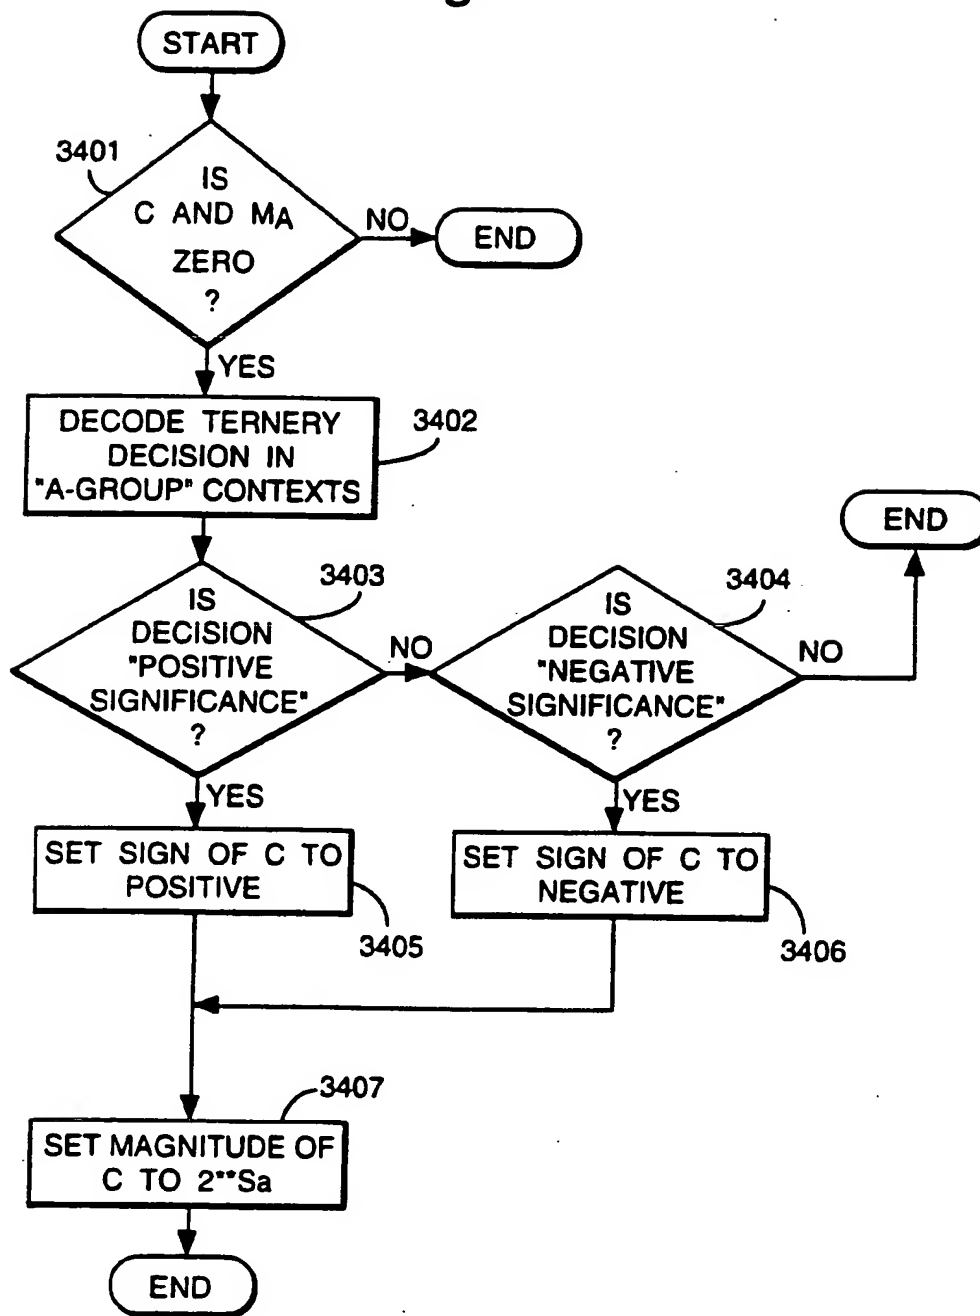 START
3401
IS
C AND MA
ZERO
?
NO
END
YES
DECODE TERNERY
DECISION IN
"A-GROUP" CONTEXTS
3402
END
3403
IS
DECISION
"POSITIVE
SIGNIFICANCE"
?
NO
3404
IS
DECISION
"NEGATIVE
SIGNIFICANCE"
?
NO
YES
YES
SET SIGN OF C TO
POSITIVE
3405
SET SIGN OF C TO
NEGATIVE
3406
3407
SET MAGNITUDE OF
C TO 2**Sa
END